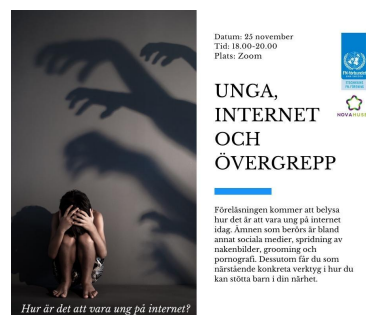 Datum: 25 november
Tid: 18.00-20.00
Plats: Zoom
UNGA,
INTERNET
OCH
ÖVERGREPP
Föreläsningen kommer att belysa
hur det är att vara ung på internet
idag. Ämnen som berörs är bland
annat sociala medier, spridning av
nakenbilder, grooming och
pornografi. Dessutom får du som
närstående konkreta verktyg i hur du
kan stötta barn i din närhet.
Hur är det att vara ung på internet?